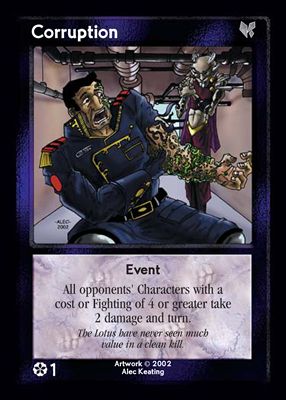 Corruption
-ALEC-
2002
Event
All opponents' Characters with a
cost or Fighting of 4 or greater take
2 damage and turn.
The Lotus have never seen much
value in a clean kill.
1
Artwork © 2002
Alec Keating